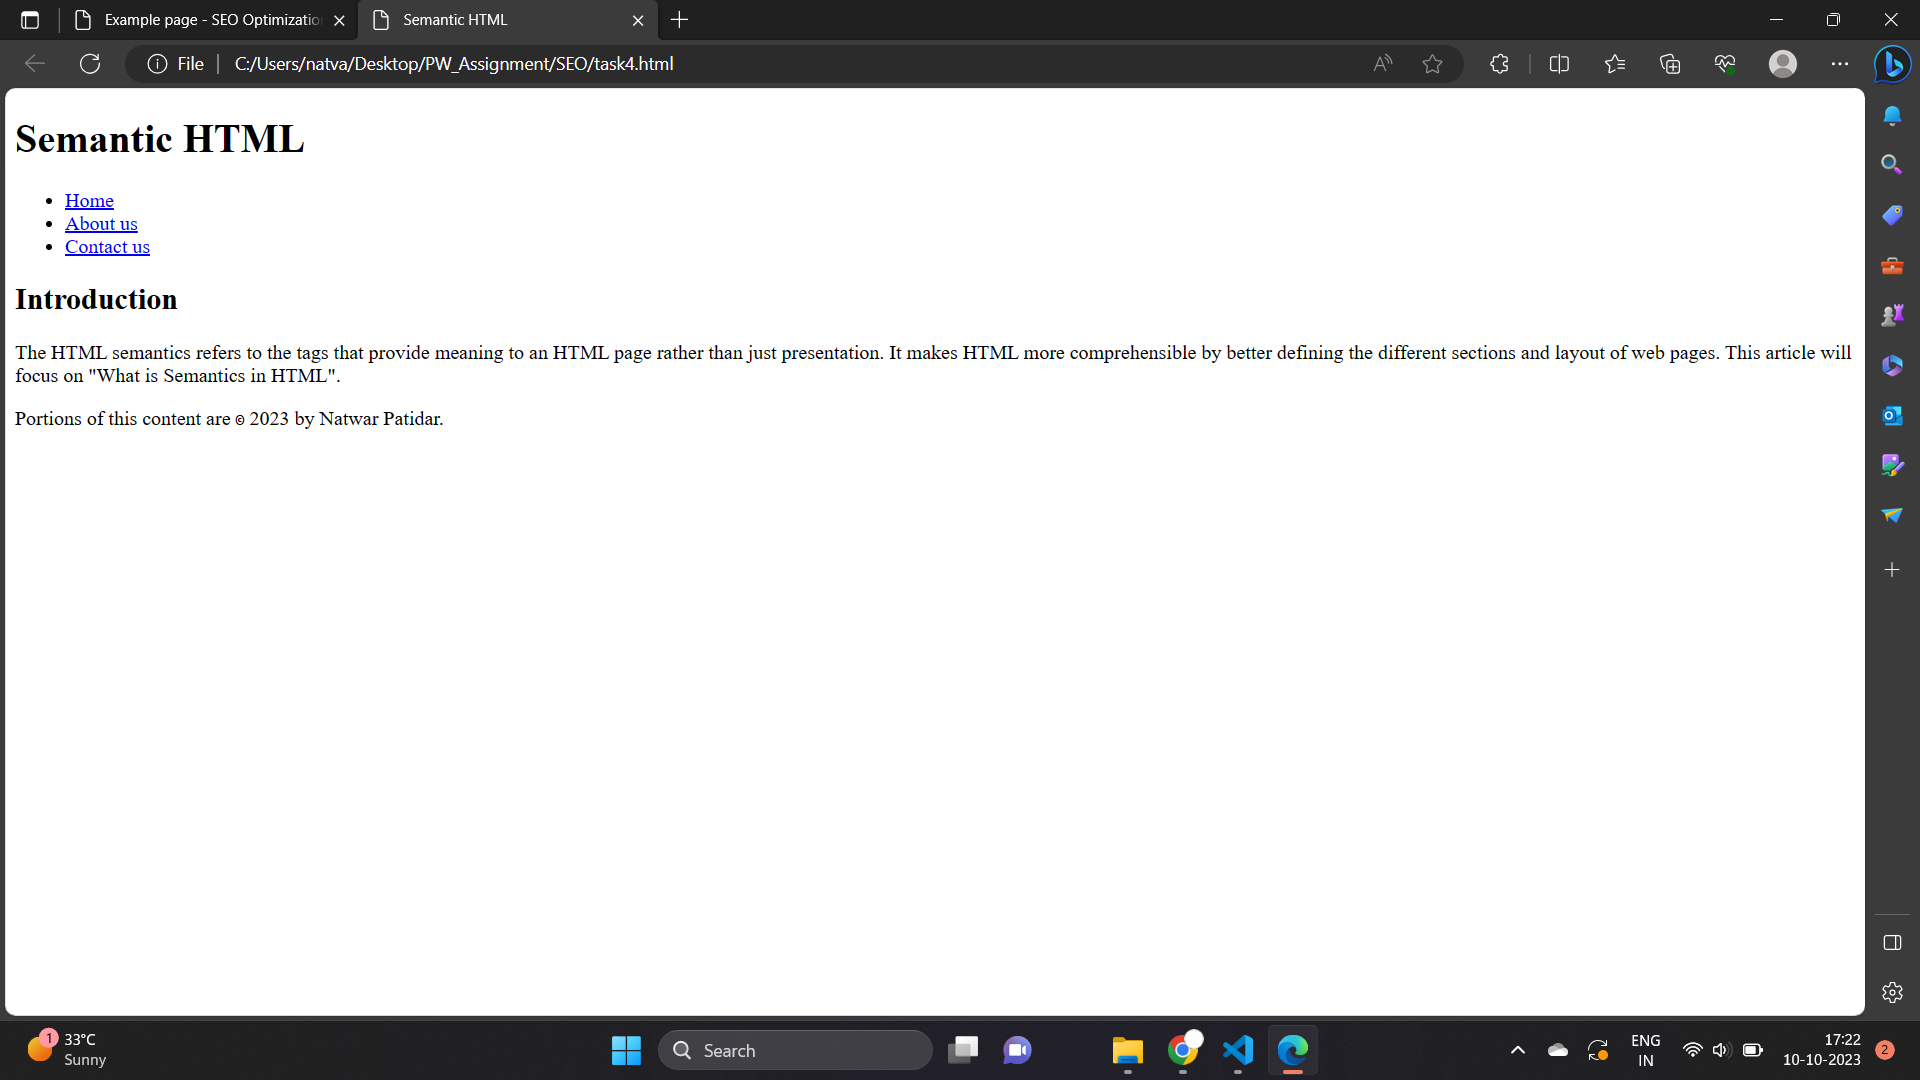 Example page - SEO Optimizatio
Semantic HTML
File
C:/Users/natva/Desktop/PW_Assignment/SEO/task4.html
Semantic HTML
Home
About us
Contact us
Introduction
The HTML semantics refers to the tags that provide meaning to an HTML page rather than just presentation. It makes HTML more comprehensible by better defining the different sections and layout of web pages. This article will
focus on "What is Semantics in HTML".
Portions of this content are © 2023 by Natwar Patidar.
1
33°C
Sunny
Search
ENG
IN
17:22
10-10-2023
2